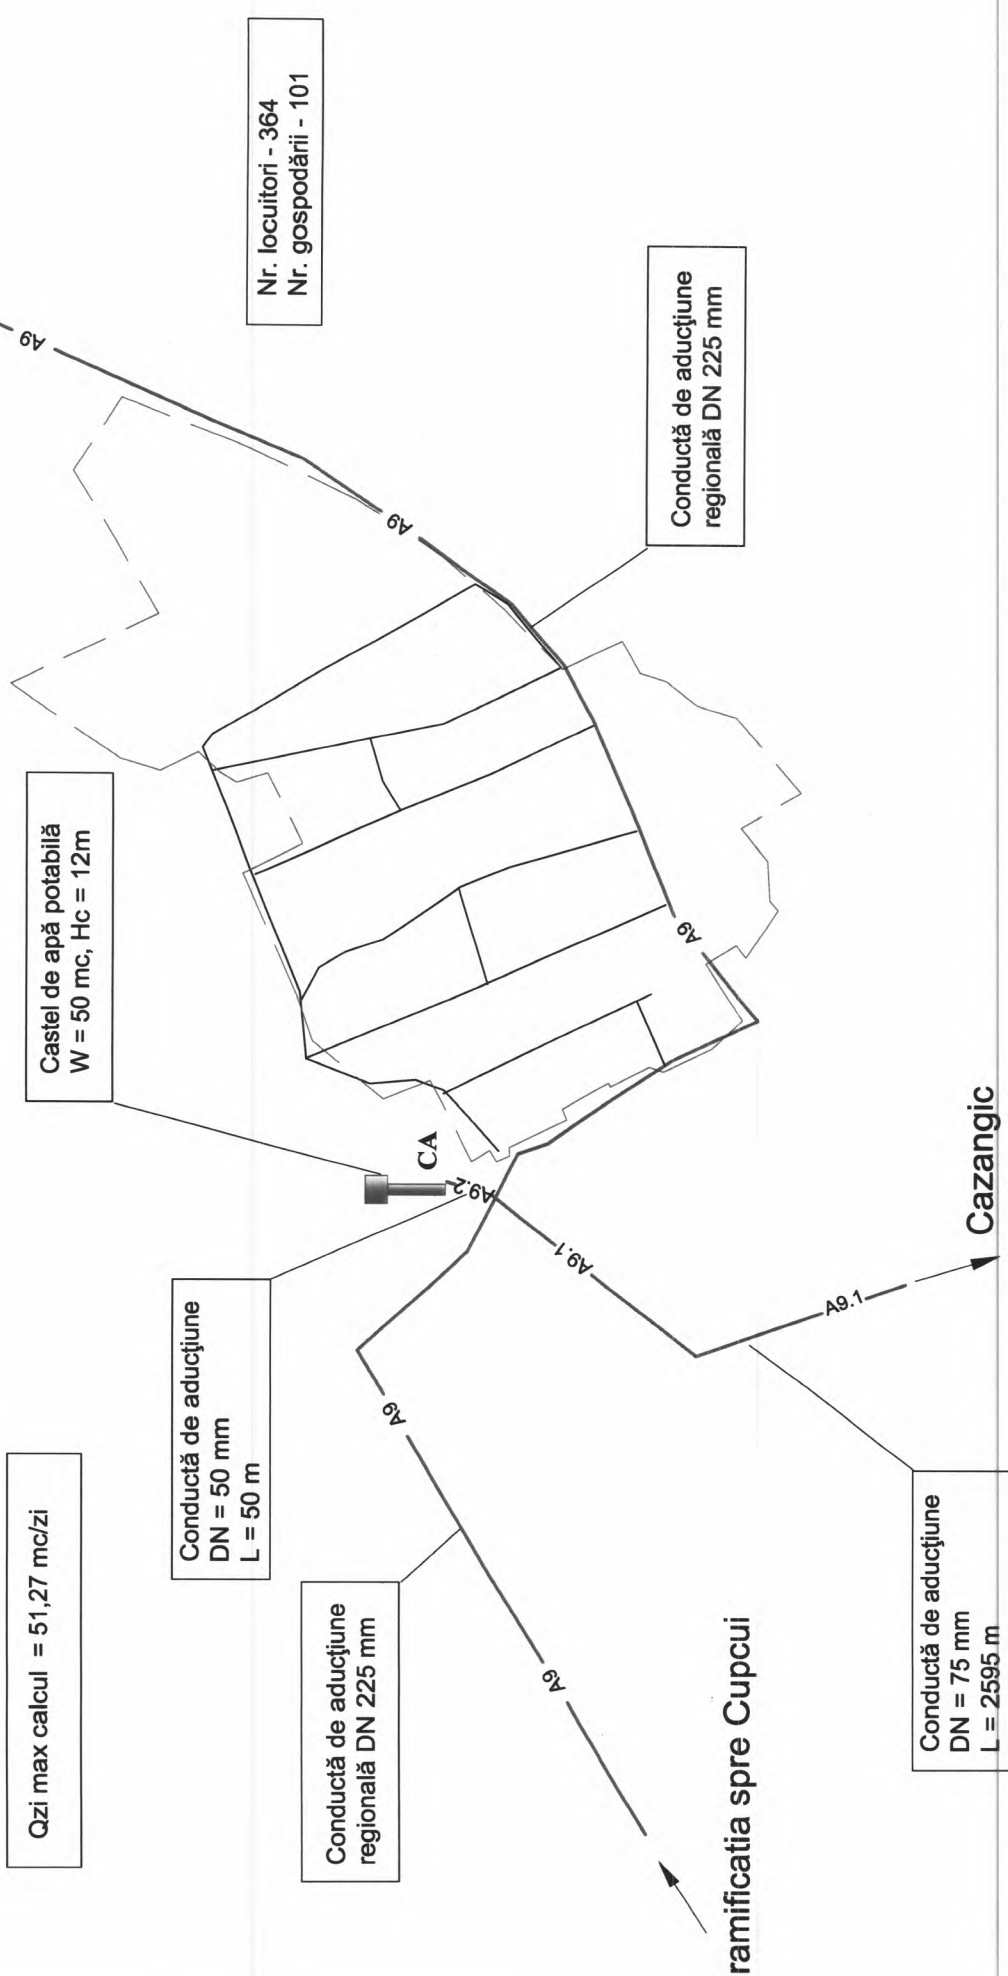 Qzi max calcul = 51,27 mc/zi
Castel de apă potabilă
W = 50 mc, Hc = 12m
Nr. locuitori - 364
Nr. gospodării - 101
Conductă de aducţiune
DN = 50 mm
L = 50 m
Conductă de aducţiune
regională DN 225 mm
Conductă de aducţiune
regională DN 225 mm
Conductă de aducţiune
DN = 75 mm
L = 2595 m
ramificatia spre Cupcui
Cazangic
CA
A9
A9
A9
A9
A9
A9.2
A9.1
A9.1